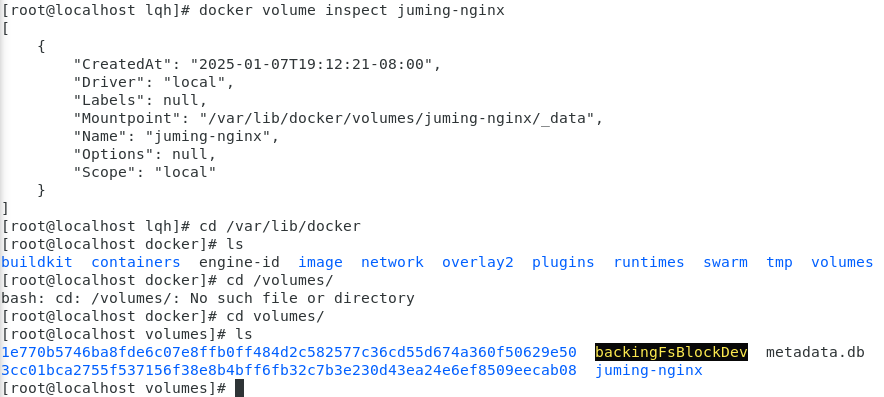 [root@localhost lqh]# docker volume inspect juming-nginx
[
    {
        "CreatedAt": "2025-01-07T19:12:21-08:00",
        "Driver": "local",
        "Labels": null,
        "Mountpoint": "/var/lib/docker/volumes/juming-nginx/_data",
        "Name": "juming-nginx",
        "Options": null,
        "Scope": "local"
    }
]
[root@localhost lqh]# cd /var/lib/docker
[root@localhost docker]# ls
buildkit  containers  engine-id  image  network  overlay2  plugins  runtimes  swarm  tmp  volumes
[root@localhost docker]# cd /volumes/
bash: cd: /volumes/: No such file or directory
[root@localhost docker]# cd volumes/
[root@localhost volumes]# ls
1e770b5746ba8fde6c07e8ffb0ff484d2c582577c36cd55d674a360f50629e50  backingFsBlockDev  metadata.db
3cc01bca2755f537156f38e8b4bff6fb32c7b3e230d43ea24e6ef8509eecab08  juming-nginx
[root@localhost volumes]#